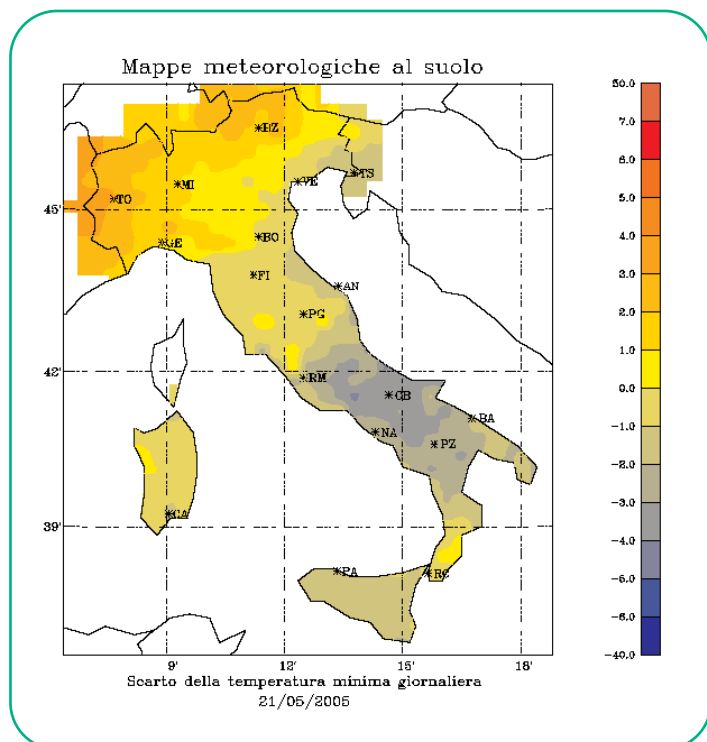 Mappe meteorologiche al suolo
50.0
7.0
6.0
5.0
4.0
3.0
2.0
1.0
0.0
-1.0
-2.0
-3.0
-4.0
-5.0
-6.0
-40.0
BZ
MI
VE
TS
TO
45'
GE
BO
FI
AN
PG
42'
RM
CB
BA
NA
PZ
39'
CA
PA
RC
9' 12' 15' 18'
Scarto della temperatura minima giornaliera
21/05/2005